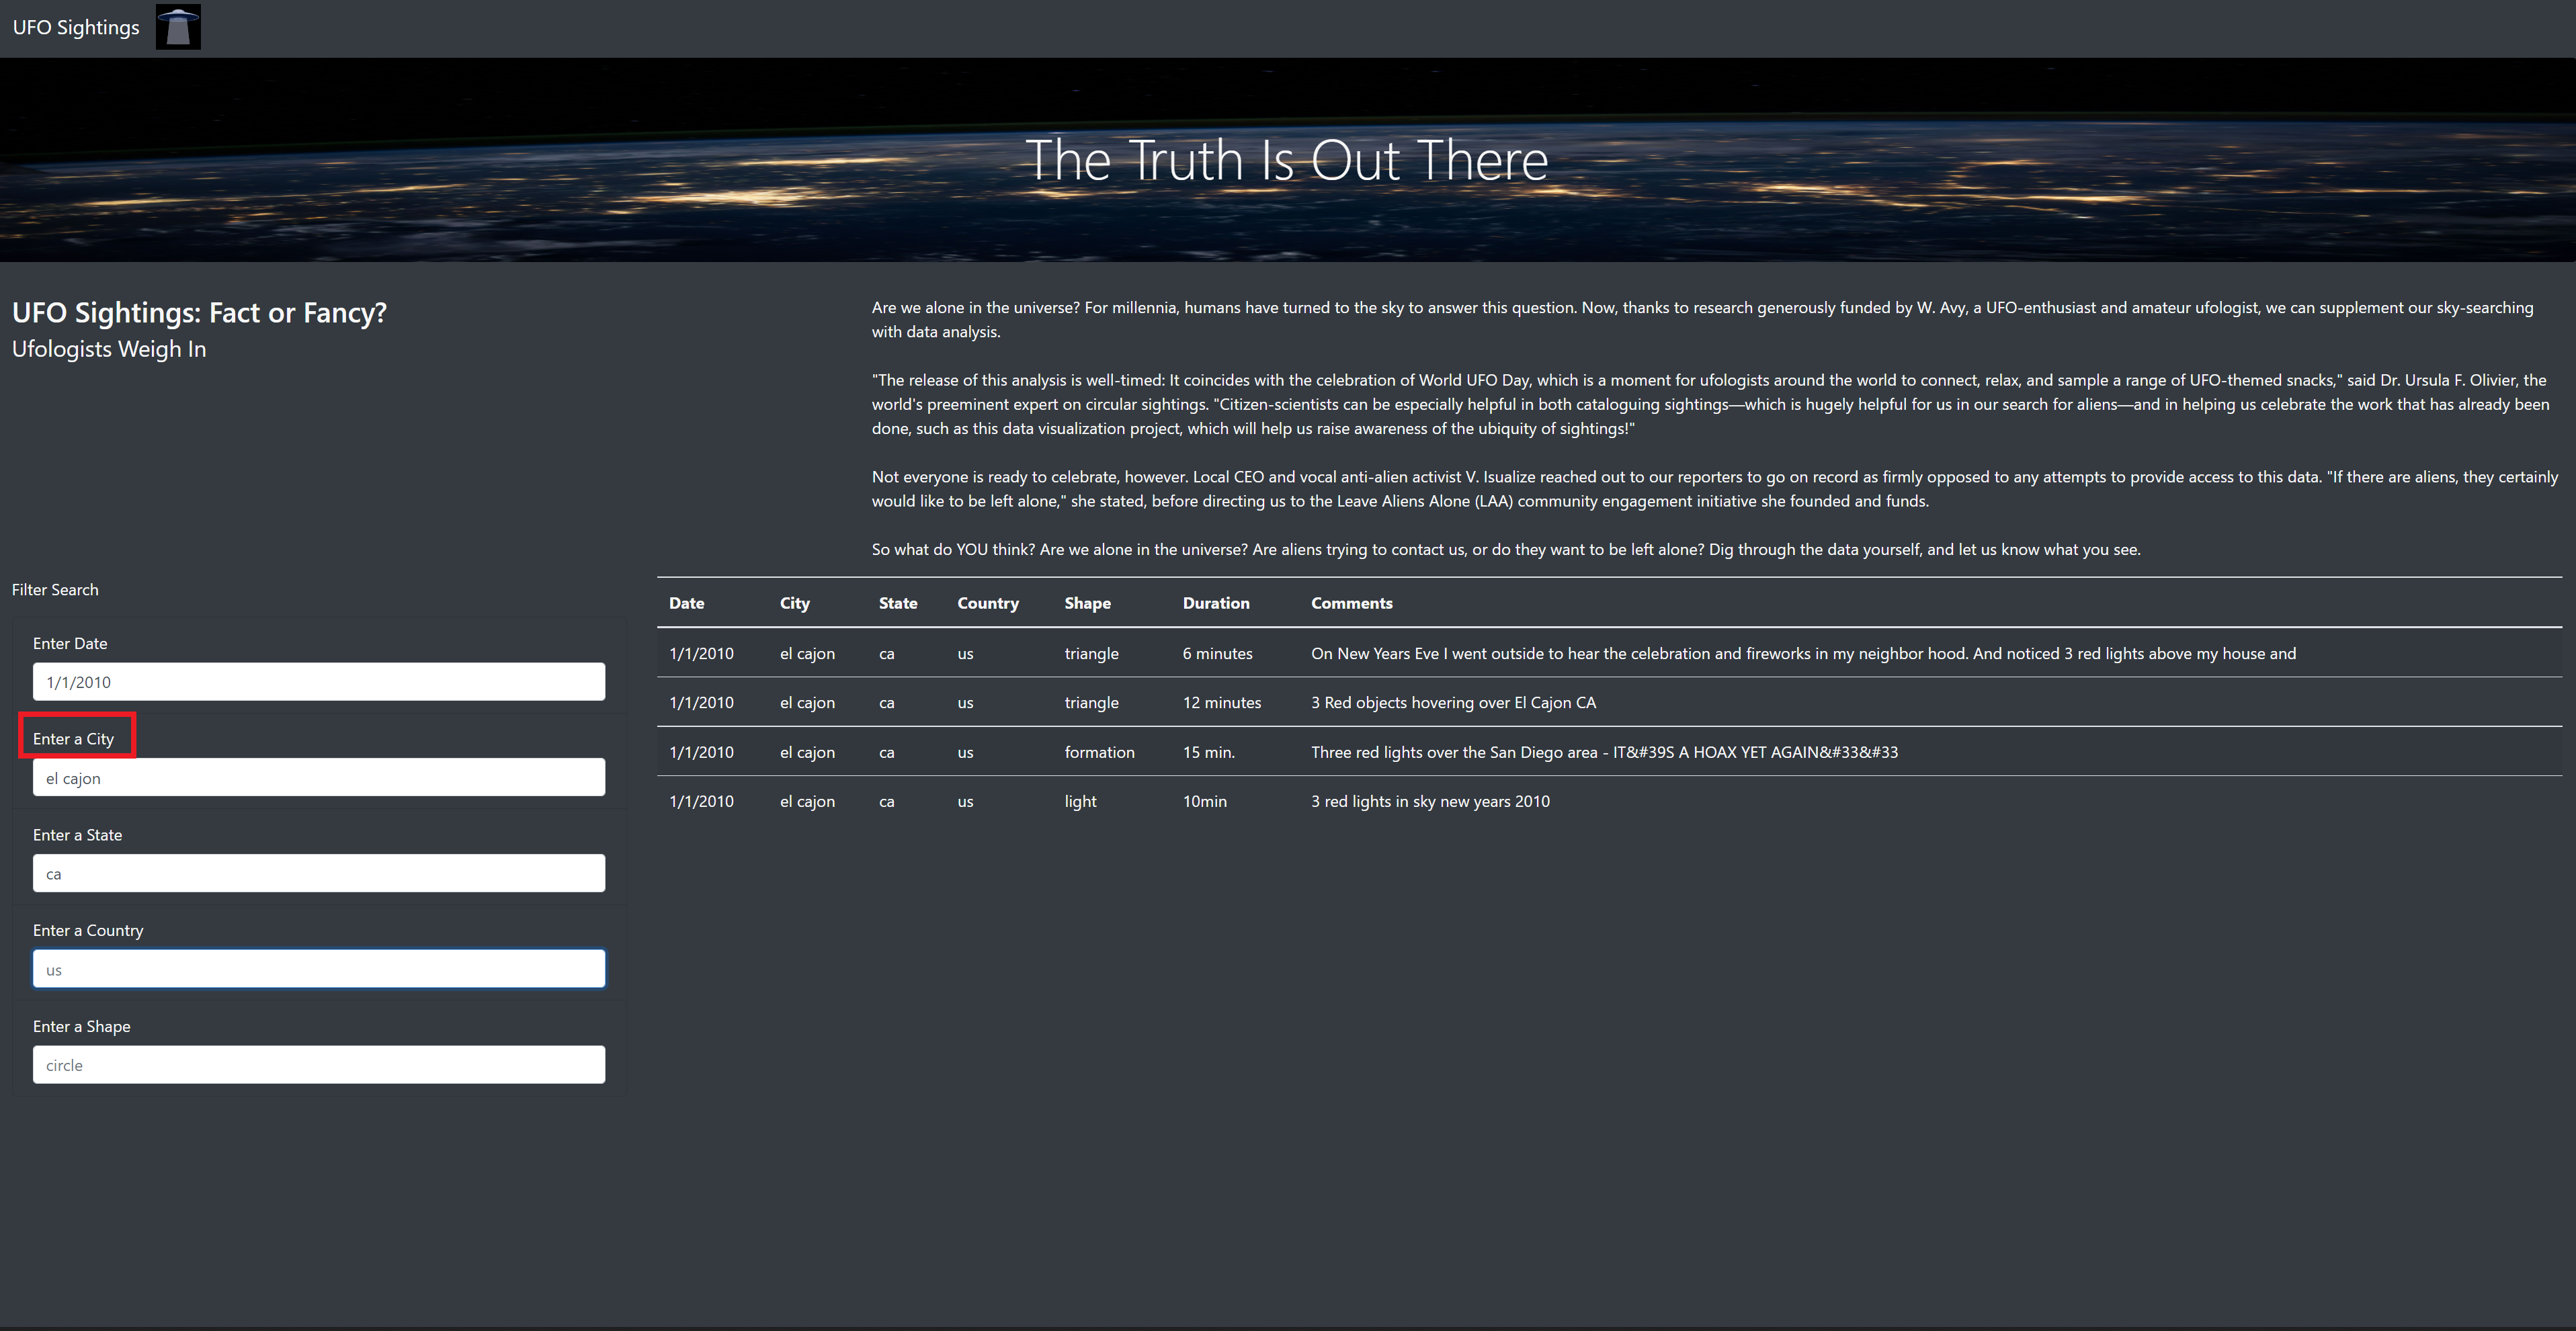 UFO Sightings
The Truth Is Out There
UFO Sightings: Fact or Fancy?
Ufologists Weigh In
Are we alone in the universe? For millennia, humans have turned to the sky to answer this question. Now, thanks to research generously funded by W. Avy, a UFO-enthusiast and amateur ufologist, we can supplement our sky-searching
with data analysis.
"The release of this analysis is well-timed: It coincides with the celebration of World UFO Day, which is a moment for ufologists around the world to connect, relax, and sample a range of UFO-themed snacks," said Dr. Ursula F. Olivier, the
world's preeminent expert on circular sightings. "Citizen-scientists can be especially helpful in both cataloguing sightings—which is hugely helpful for us in our search for aliens—and in helping us celebrate the work that has already been
done, such as this data visualization project, which will help us raise awareness of the ubiquity of sightings!"
Not everyone is ready to celebrate, however. Local CEO and vocal anti-alien activist V. Isualize reached out to our reporters to go on record as firmly opposed to any attempts to provide access to this data. "If there are aliens, they certainly
would like to be left alone," she stated, before directing us to the Leave Aliens Alone (LAA) community engagement initiative she founded and funds.
So what do YOU think? Are we alone in the universe? Are aliens trying to contact us, or do they want to be left alone? Dig through the data yourself, and let us know what you see.
Filter Search
Enter Date
1/1/2010
Enter a City
el cajon
Enter a State
ca
Enter a Country
us
Enter a Shape
circle
Date City State Country Shape Duration Comments
1/1/2010 el cajon ca us triangle 6 minutes On New Years Eve I went outside to hear the celebration and fireworks in my neighbor hood. And noticed 3 red lights above my house and
1/1/2010 el cajon ca us triangle 12 minutes 3 Red objects hovering over El Cajon CA
1/1/2010 el cajon ca us formation 15 min. Three red lights over the San Diego area - IT&#39S A HOAX YET AGAIN&#33&#33
1/1/2010 el cajon ca us light 10min 3 red lights in sky new years 2010